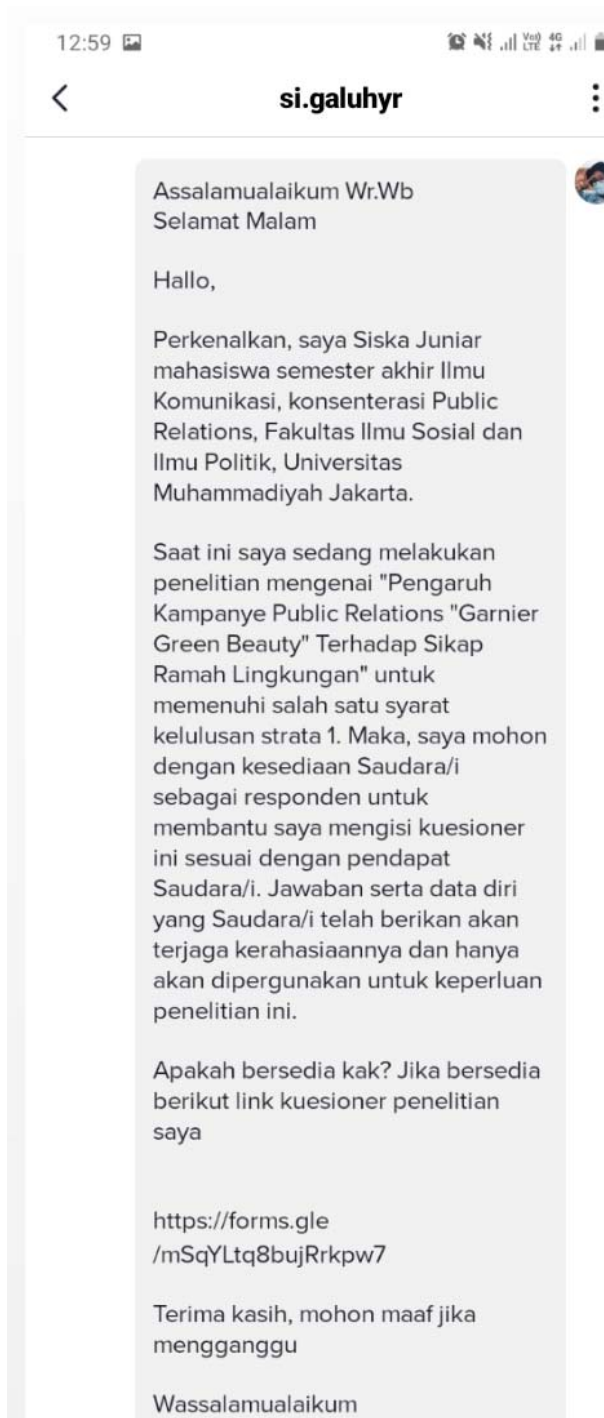 12:59
Vo)) 4G
LTE
si.galuhyr
Assalamualaikum Wr.Wb
Selamat Malam
Hallo,
Perkenalkan, saya Siska Juniar
mahasiswa semester akhir Ilmu
Komunikasi, konsenterasi Public
Relations, Fakultas Ilmu Sosial dan
Ilmu Politik, Universitas
Muhammadiyah Jakarta.
Saat ini saya sedang melakukan
penelitian mengenai "Pengaruh
Kampanye Public Relations "Garnier
Green Beauty" Terhadap Sikap
Ramah Lingkungan" untuk
memenuhi salah satu syarat
kelulusan strata 1. Maka, saya mohon
dengan kesediaan Saudara/i
sebagai responden untuk
membantu saya mengisi kuesioner
ini sesuai dengan pendapat
Saudara/i. Jawaban serta data diri
yang Saudara/i telah berikan akan
terjaga kerahasiaannya dan hanya
akan dipergunakan untuk keperluan
penelitian ini.
Apakah bersedia kak? Jika bersedia
berikut link kuesioner penelitian
saya
https://forms.gle
/mSqYLtq8bujRrkpw7
Terima kasih, mohon maaf jika
mengganggu
Wassalamualaikum